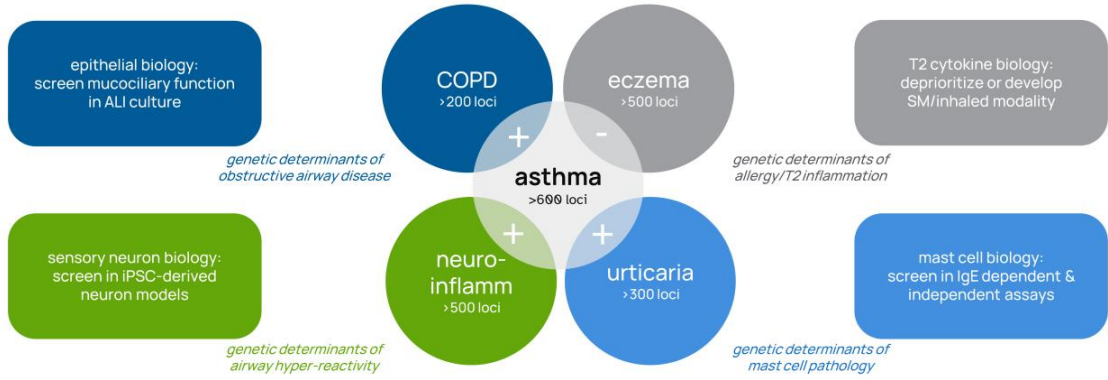 epithelial biology:
screen mucociliary function
in ALI culture
genetic determinants of
obstructive airway disease
COPD
>200 loci
+
eczema
>500 loci
-
T2 cytokine biology:
deprioritize or develop
SM/inhaled modality
genetic determinants of
allergy/T2 inflammation
asthma
>600 loci
sensory neuron biology:
screen in iPSC-derived
neuron models
genetic determinants of
airway hyper-reactivity
+
neuro-
inflamm
>500 loci
+
urticaria
>300 loci
mast cell biology:
screen in IgE dependent &
independent assays
genetic determinants of
mast cell pathology